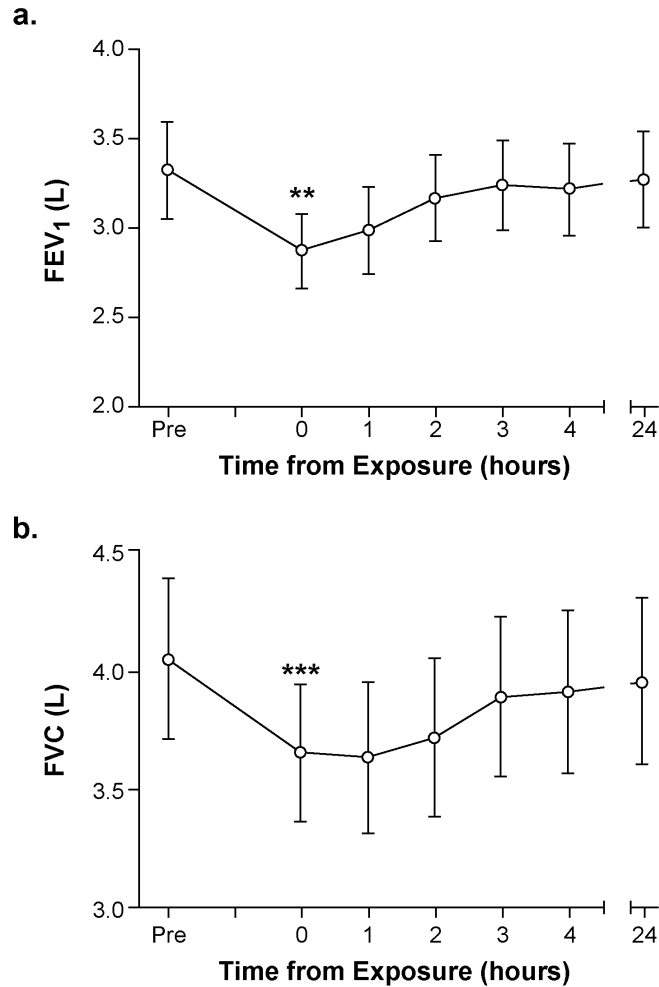 a.
4.0
3.5
3.0
2.5
2.0
FEV1 (L)
**
Pre 0 1 2 3 4 24
Time from Exposure (hours)
b.
4.5
4.0
3.5
3.0
FVC (L)
***
Pre 0 1 2 3 4 24
Time from Exposure (hours)